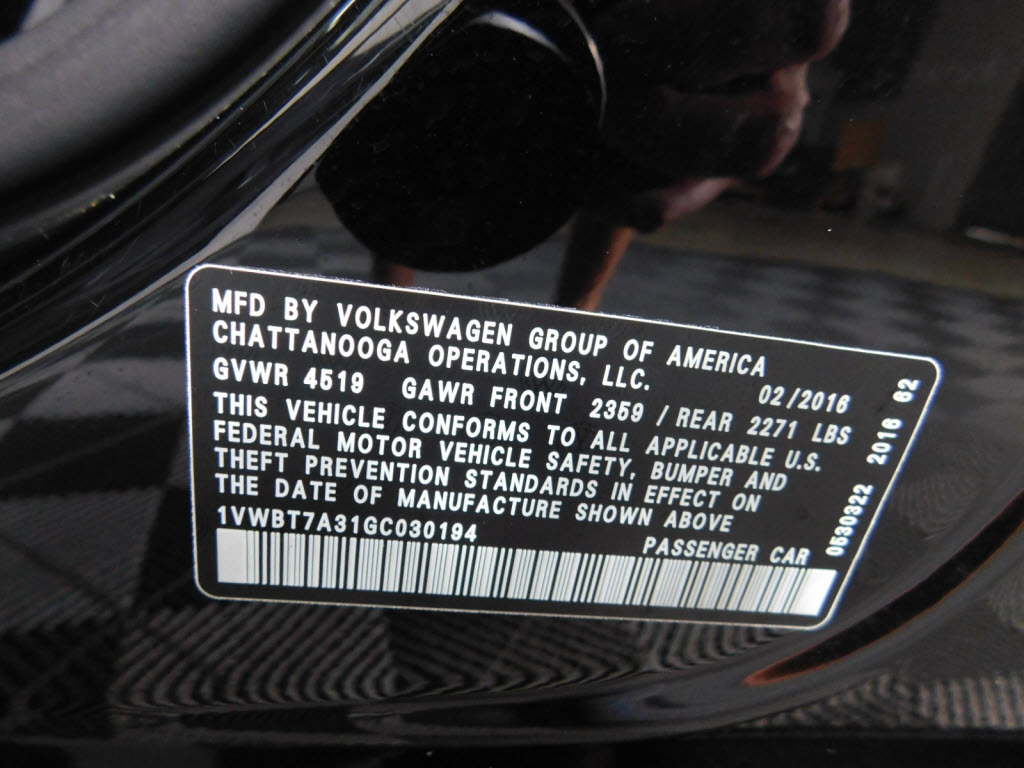 MFD BY VOLKSWAGEN GROUP OF AMERICA
CHATTANOOGA OPERATIONS, LLC.
02/2016
GVWR 4519 GAWR FRONT 2359 / REAR 2271 LBS
THIS VEHICLE CONFORMS TO ALL APPLICABLE U.S.
FEDERAL MOTOR VEHICLE SAFETY, BUMPER AND
THEFT PREVENTION STANDARDS IN EFFECT ON
THE DATE OF MANUFACTURE SHOWN ABOVE
1VWBT7A31GC030194
PASSENGER CAR
0530322 2016 62